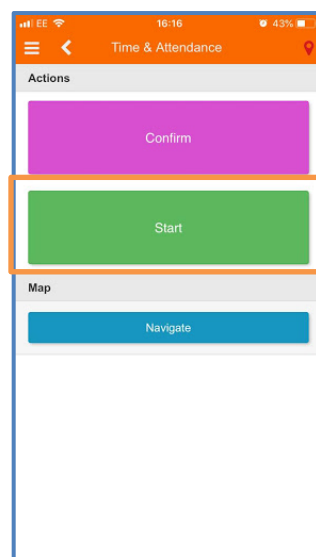 EE 16:16 43%
Time & Attendance
Actions
Confirm
Start
Map
Navigate